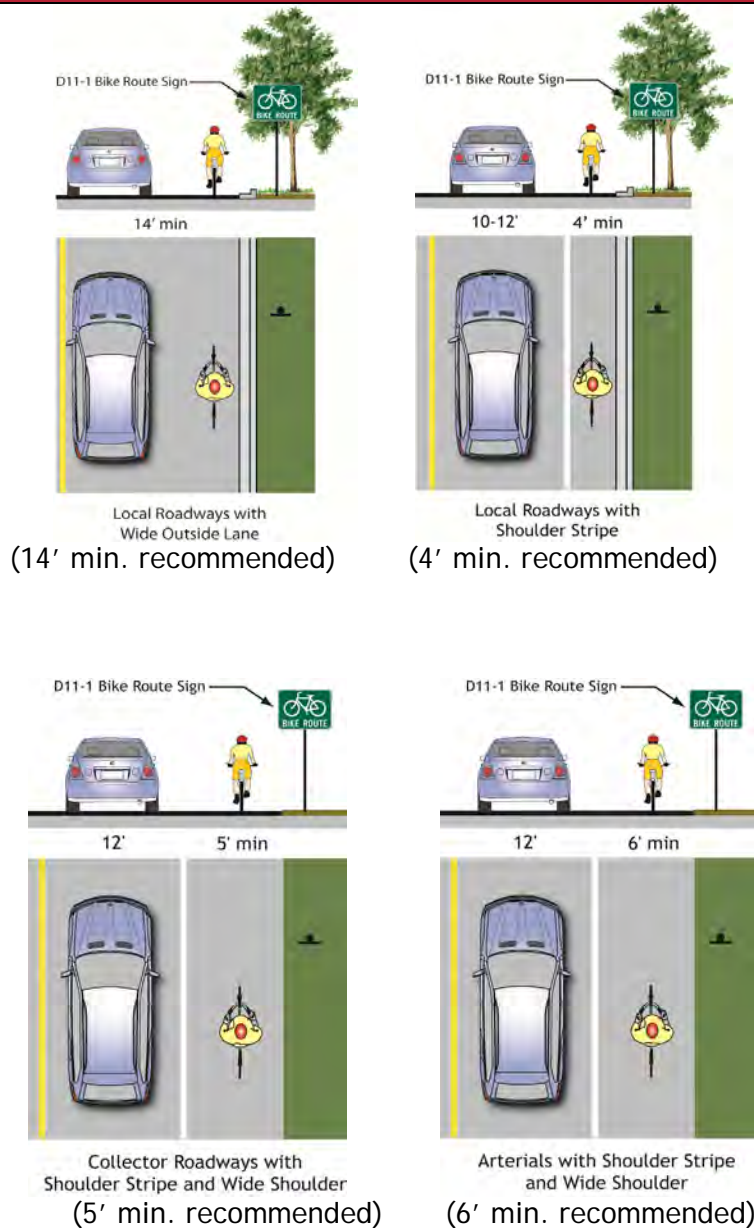 D11-1 Bike Route Sign
BIKE ROUTE
14' min
Local Roadways with
Wide Outside Lane
(14' min. recommended)
D11-1 Bike Route Sign
BIKE ROUTE
10-12' 4' min
Local Roadways with
Shoulder Stripe
(4' min. recommended)
D11-1 Bike Route Sign
BIKE ROUTE
12' 5' min
Collector Roadways with
Shoulder Stripe and Wide Shoulder
(5' min. recommended)
D11-1 Bike Route Sign
BIKE ROUTE
12' 6' min
Arterials with Shoulder Stripe
and Wide Shoulder
(6' min. recommended)